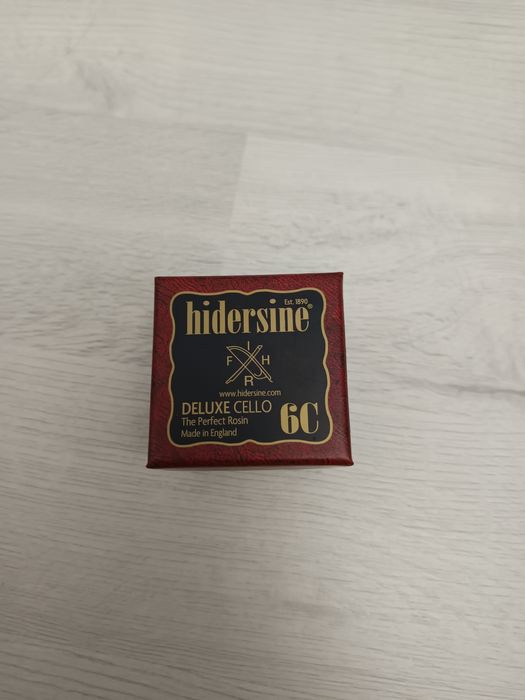 Est. 1890
hidersine®
I
F H
R
www.hidersine.com
DELUXE CELLO
The Perfect Rosin
Made in England
6C